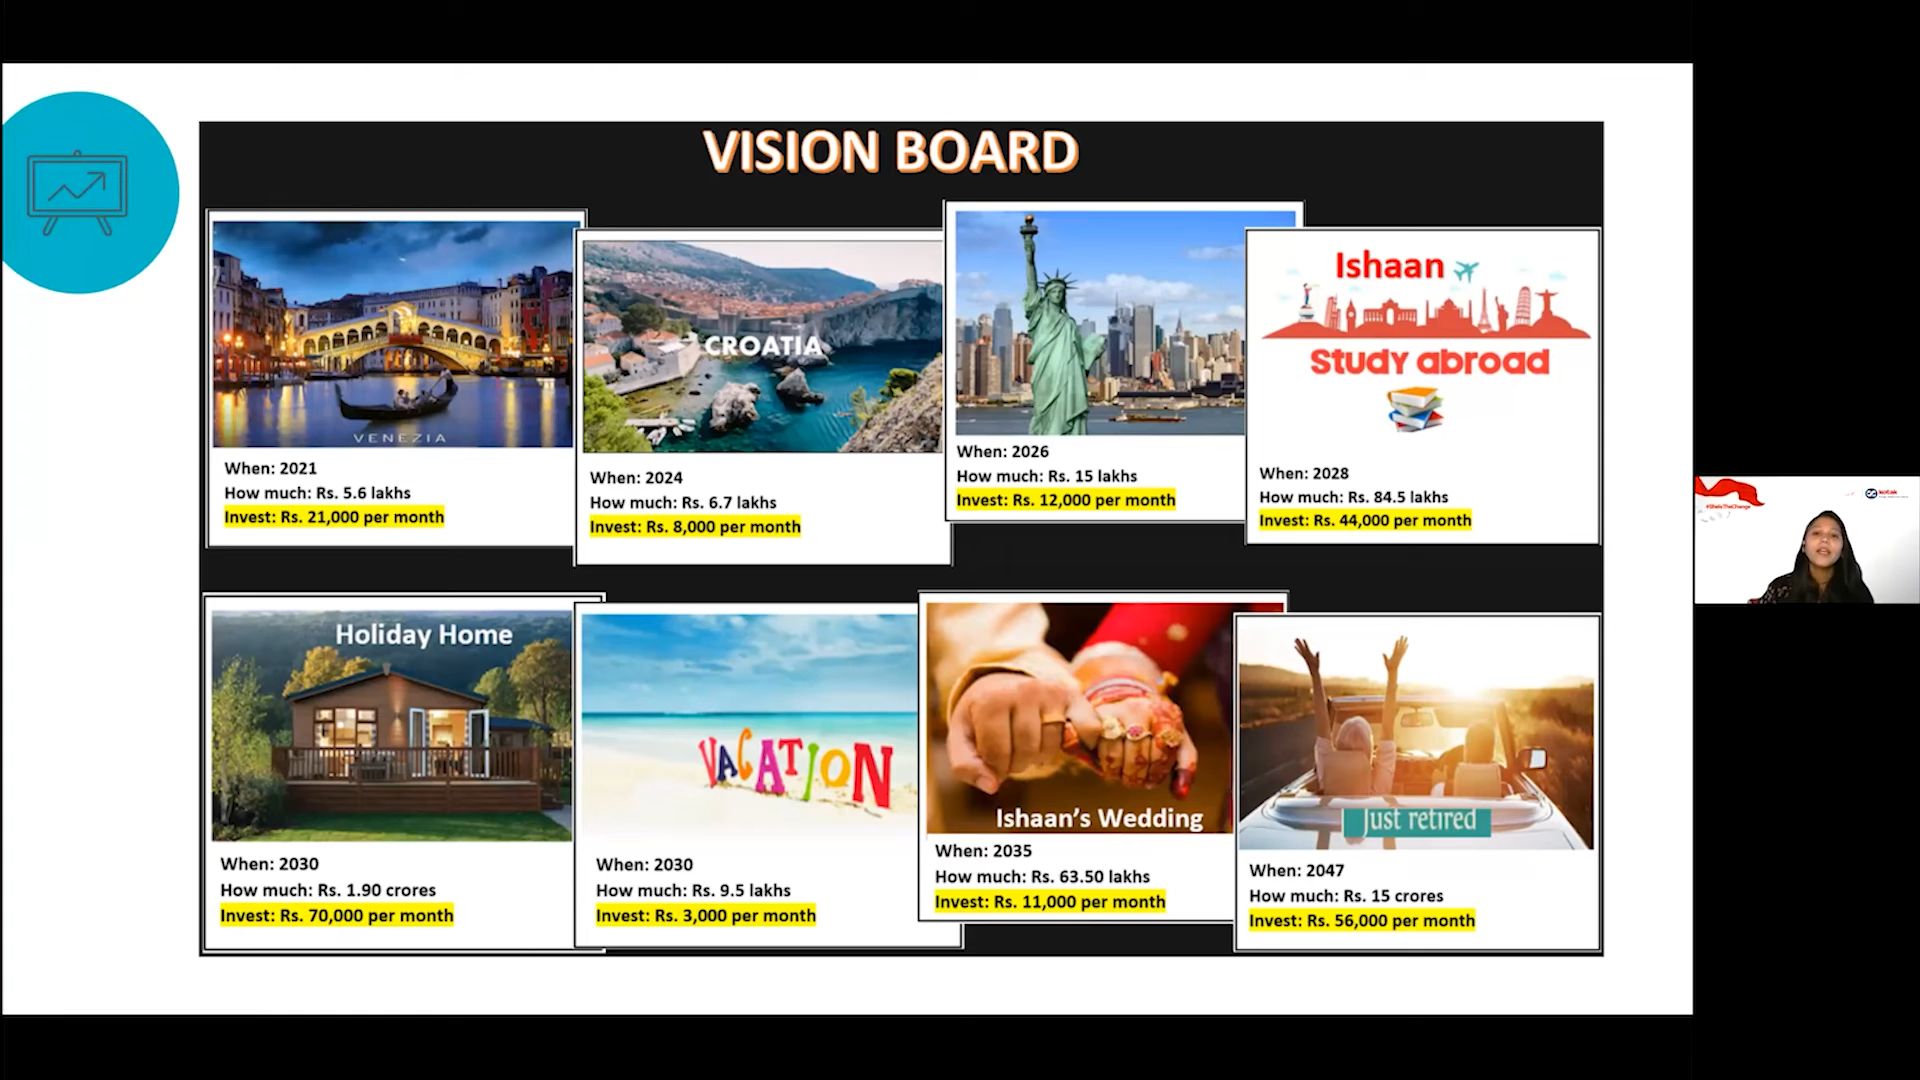 VISION BOARD
VENEZIA
When: 2021
How much: Rs. 5.6 lakhs
Invest: Rs. 21,000 per month
CROATIA
When: 2024
How much: Rs. 6.7 lakhs
Invest: Rs. 8,000 per month
When: 2026
How much: Rs. 15 lakhs
Invest: Rs. 12,000 per month
Ishaan
Study abroad
When: 2028
How much: Rs. 84.5 lakhs
Invest: Rs. 44,000 per month
Holiday Home
When: 2030
How much: Rs. 1.90 crores
Invest: Rs. 70,000 per month
VACATION
When: 2030
How much: Rs. 9.5 lakhs
Invest: Rs. 3,000 per month
Ishaan's Wedding
When: 2035
How much: Rs. 63.50 lakhs
Invest: Rs. 11,000 per month
Just retired
When: 2047
How much: Rs. 15 crores
Invest: Rs. 56,000 per month
kotak
#SheIsTheChange